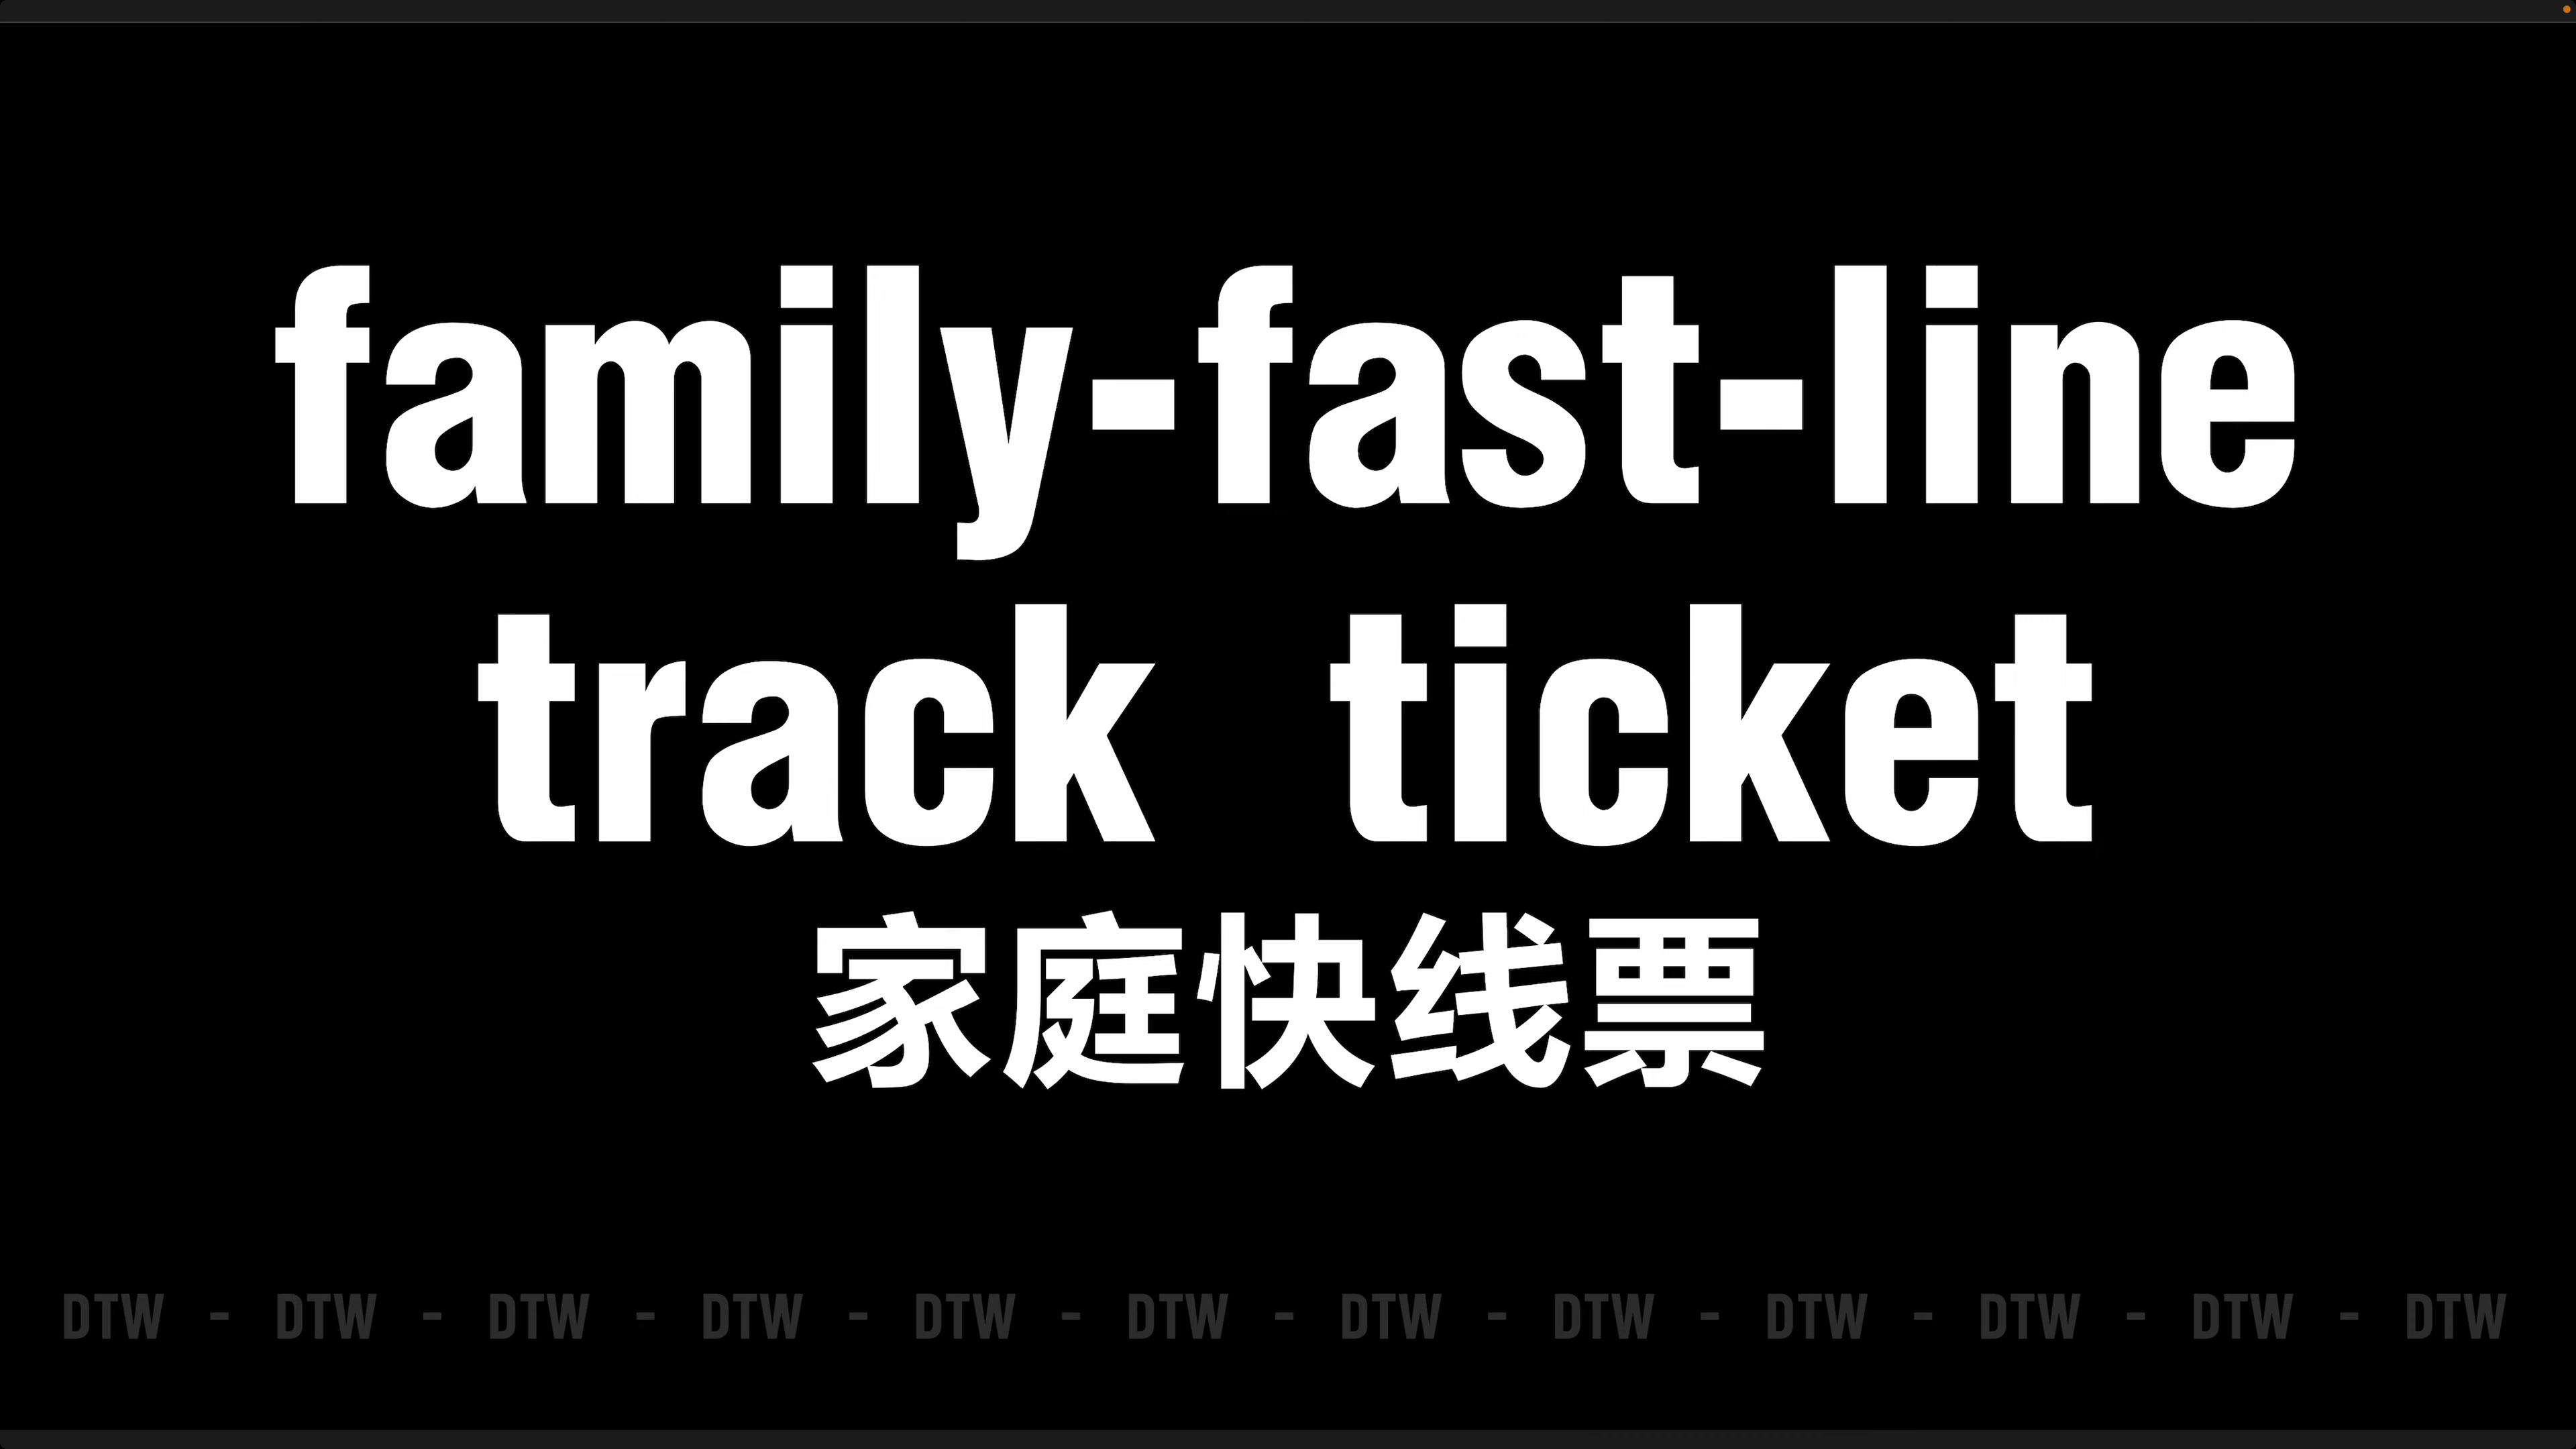 family-fast-line
track ticket
家庭快线票
DTW - DTW - DTW - DTW - DTW - DTW - DTW - DTW - DTW - DTW - DTW - DTW